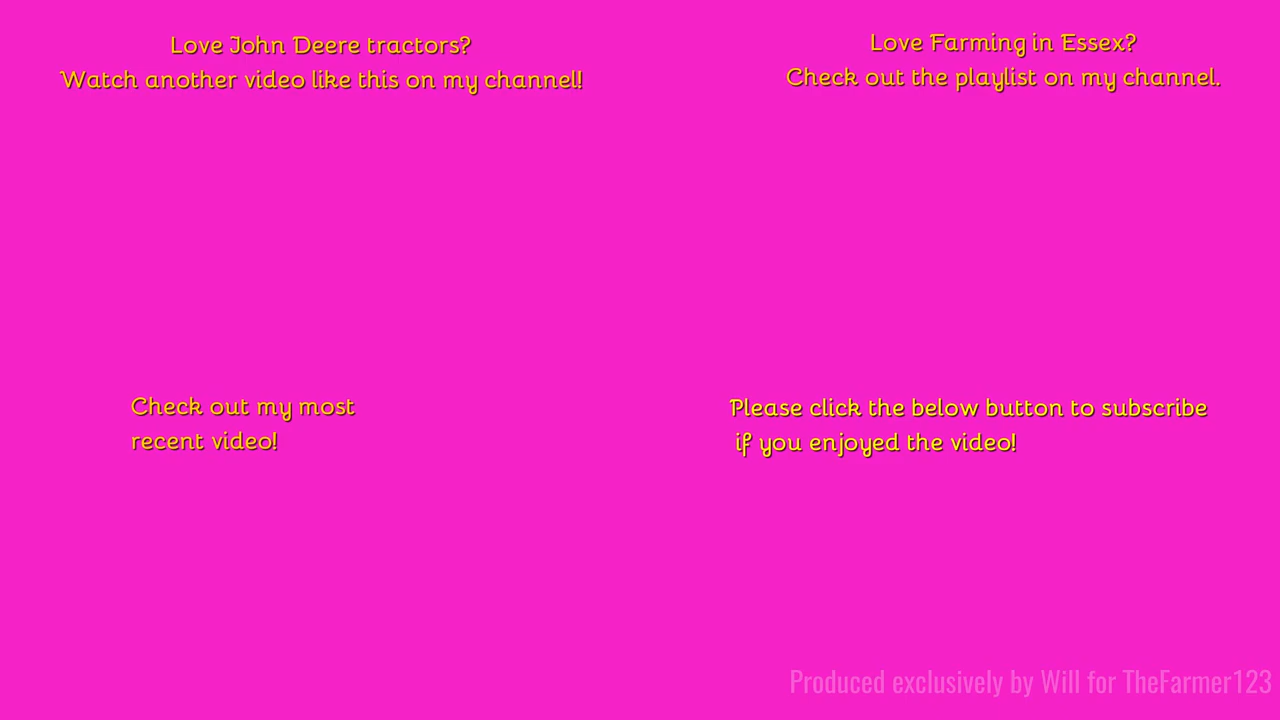 Love John Deere tractors?
Watch another video like this on my channel!
Love Farming in Essex?
Check out the playlist on my channel.
Check out my most
recent video!
Please click the below button to subscribe
if you enjoyed the video!
Produced exclusively by Will for TheFarmer123